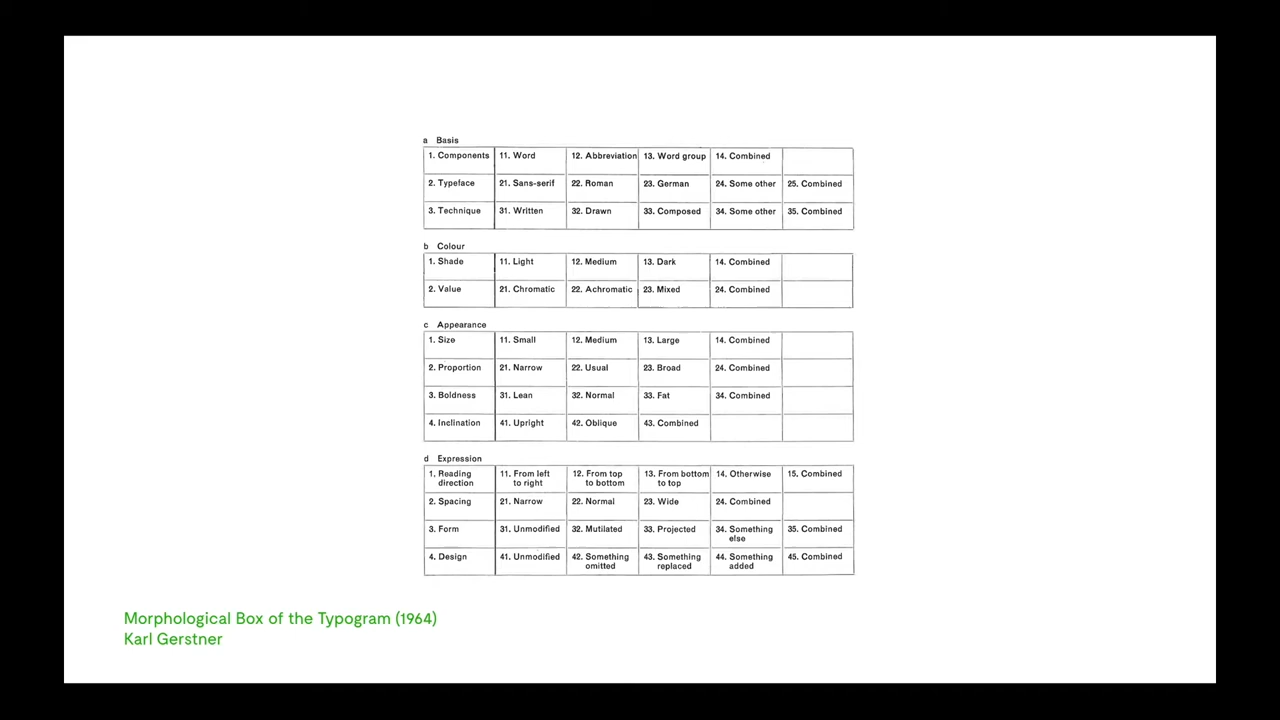 a Basis
1. Components 11. Word 12. Abbreviation 13. Word group 14. Combined
2. Typeface 21. Sans-serif 22. Roman 23. German 24. Some other 25. Combined
3. Technique 31. Written 32. Drawn 33. Composed 34. Some other 35. Combined
b Colour
1. Shade 11. Light 12. Medium 13. Dark 14. Combined
2. Value 21. Chromatic 22. Achromatic 23. Mixed 24. Combined
c Appearance
1. Size 11. Small 12. Medium 13. Large 14. Combined
2. Proportion 21. Narrow 22. Usual 23. Broad 24. Combined
3. Boldness 31. Lean 32. Normal 33. Fat 34. Combined
4. Inclination 41. Upright 42. Oblique 43. Combined
d Expression
1. Reading 11. From left 12. From top 13. From bottom 14. Otherwise 15. Combined
direction to right to bottom to top
2. Spacing 21. Narrow 22. Normal 23. Wide 24. Combined
3. Form 31. Unmodified 32. Mutilated 33. Projected 34. Something 35. Combined
else
4. Design 41. Unmodified 42. Something 43. Something 44. Something 45. Combined
omitted replaced added
Morphological Box of the Typogram (1964)
Karl Gerstner